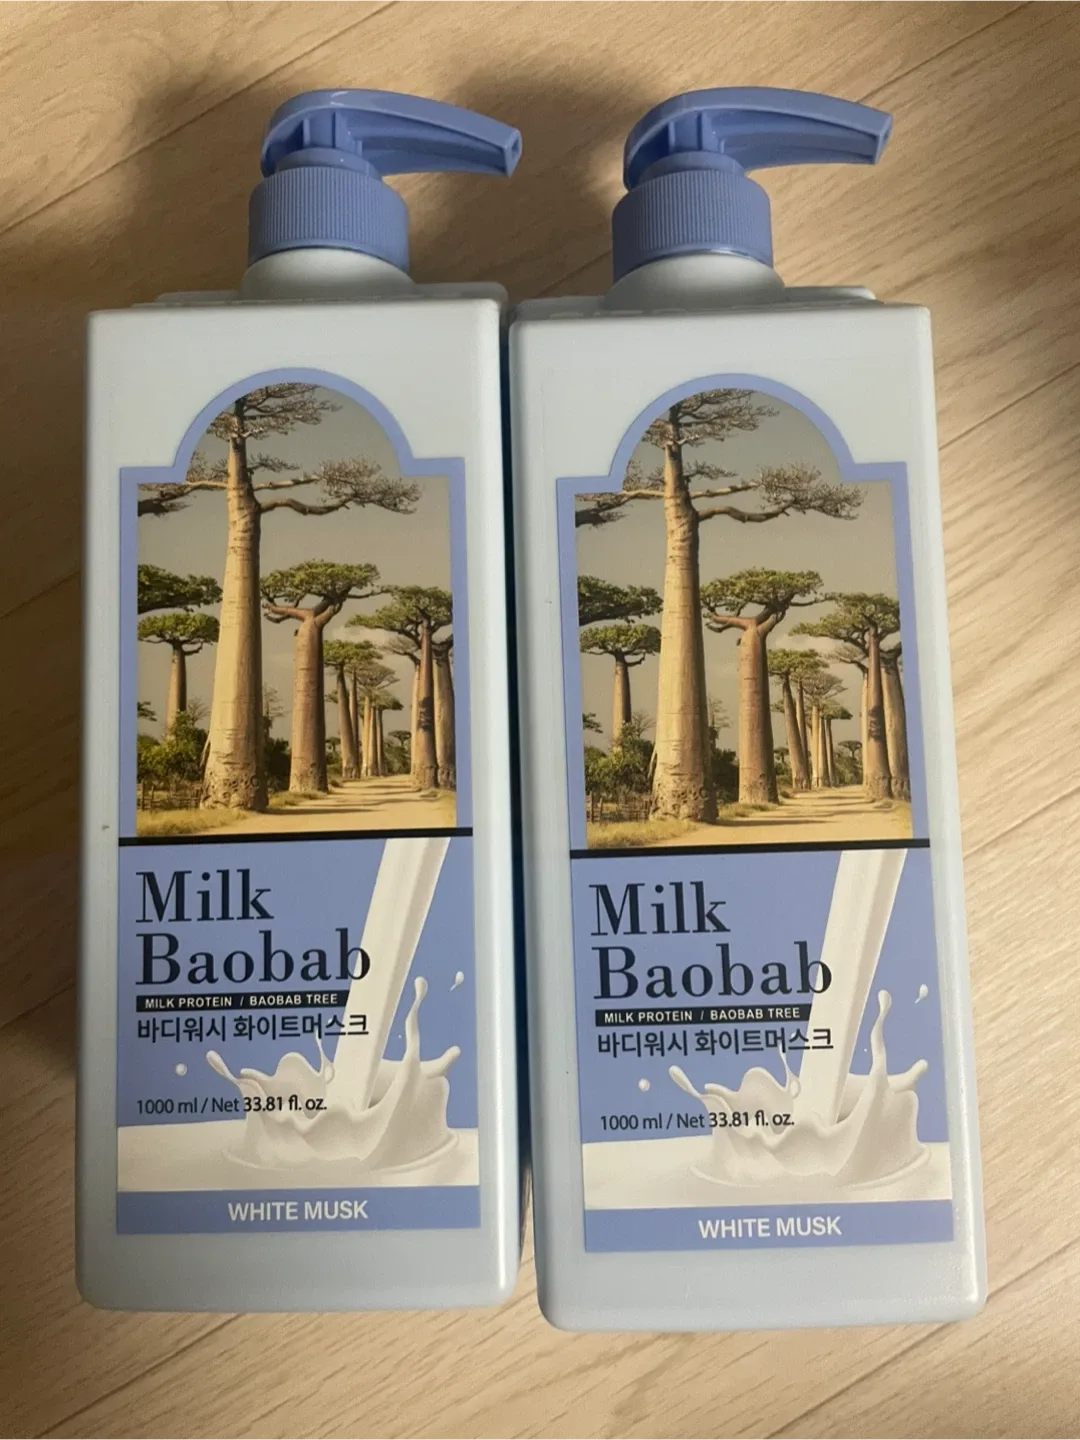 Milk
Baobab
MILK PROTEIN / BAOBAB TREE
바디워시 화이트머스크
1000 ml / Net 33.81 fl. oz.
WHITE MUSK
Milk
Baobab
MILK PROTEIN / BAOBAB TREE
바디워시 화이트머스크
1000 ml / Net 33.81 fl. oz.
WHITE MUSK